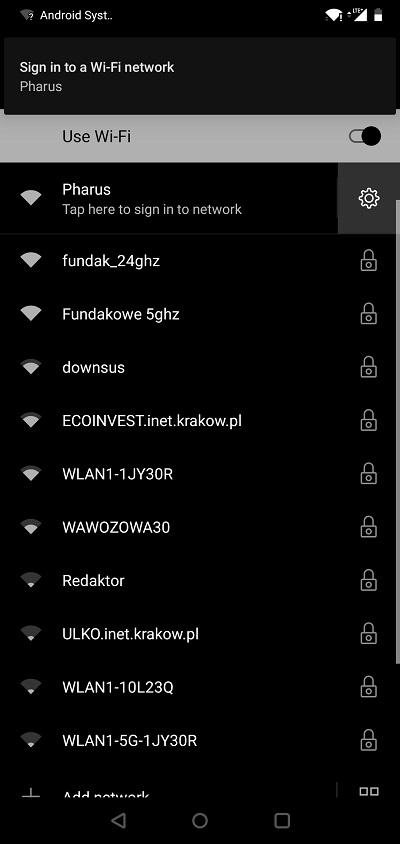 Android Syst..
LTE+
Sign in to a Wi-Fi network
Pharus
Use Wi-Fi
Pharus
Tap here to sign in to network
fundak_24ghz
Fundakowe 5ghz
downsus
ECOINVEST.inet.krakow.pl
WLAN1-1JY30R
WAWOZOWA30
Redaktor
ULKO.inet.krakow.pl
WLAN1-10L23Q
WLAN1-5G-1JY30R
Add network